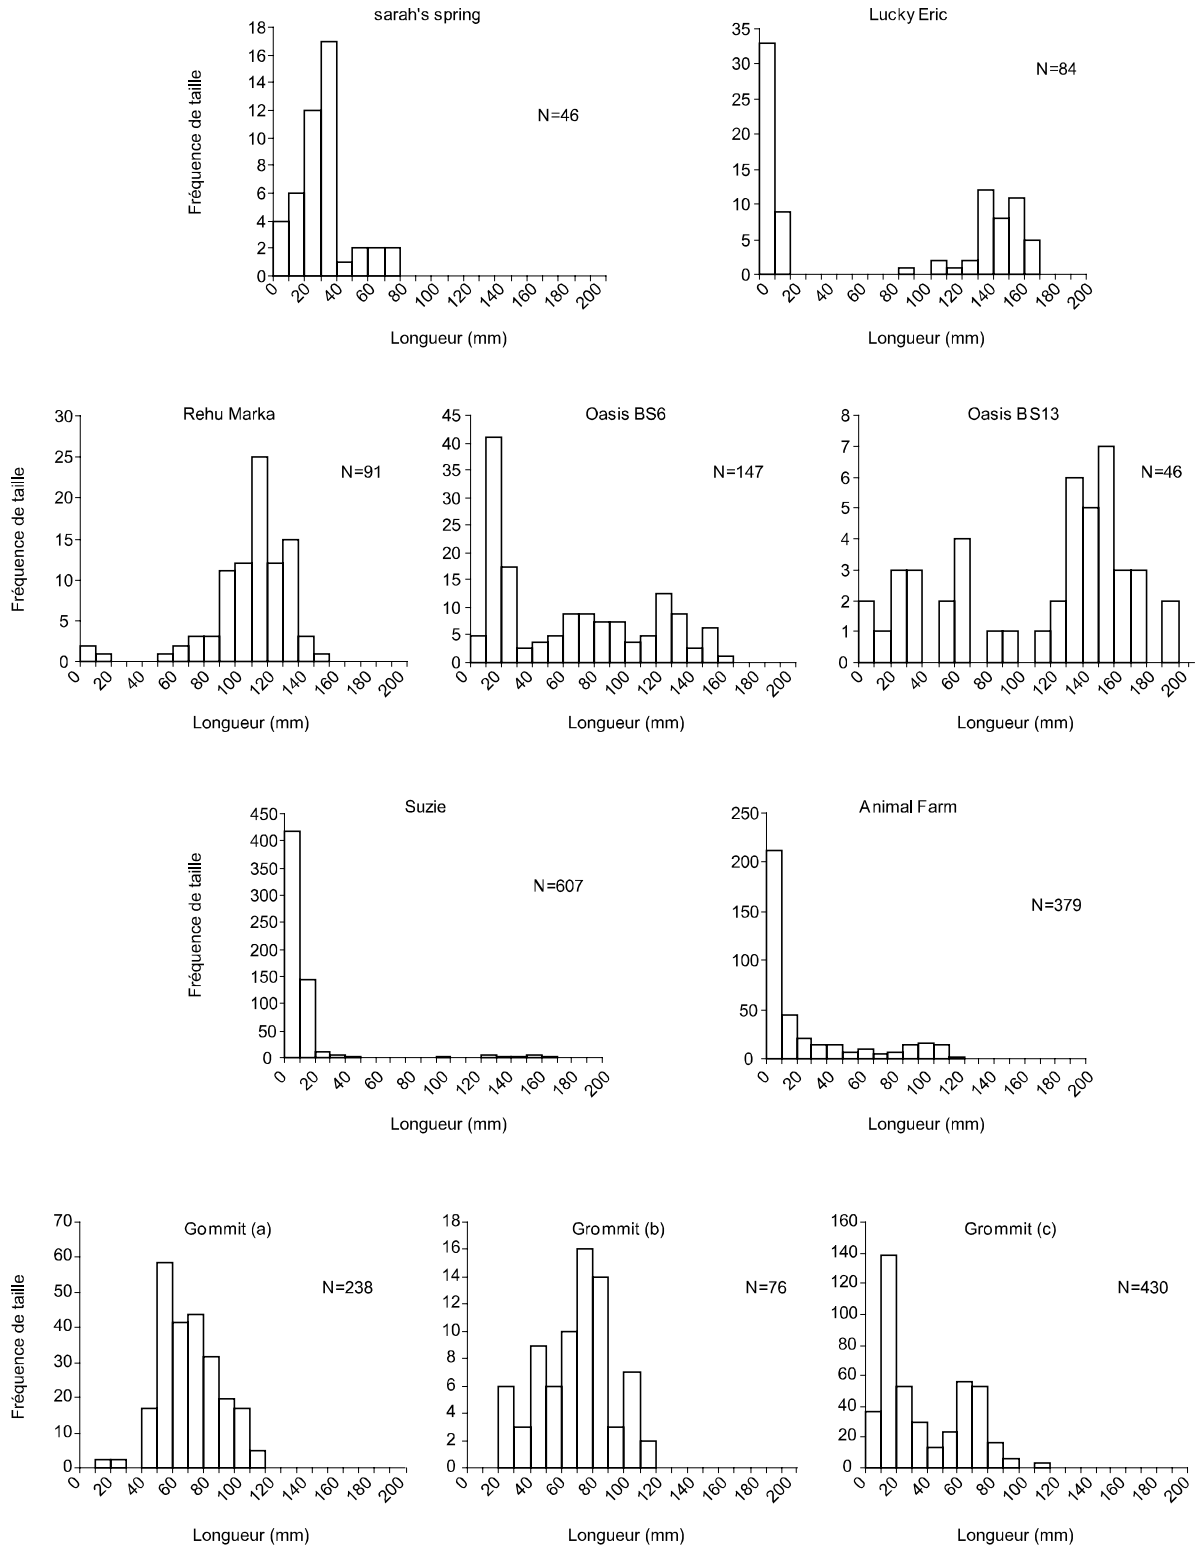 sarah's spring
Lucky Eric
18
16
14
12
10
8
6
4
2
0
Fréquence de taille
N=46
0 20 40 60 80 100 120 140 160 180 200
Longueur (mm)
35
30
25
20
15
10
5
0
N=84
0 20 40 60 80 100 120 140 160 180 200
Longueur (mm)
Rehu Marka
Oasis BS6
Oasis BS13
30
25
20
15
10
5
0
Fréquence de taille
N=91
0 20 40 60 80 100 120 140 160 180 200
Longueur (mm)
45
40
35
30
25
20
15
10
5
0
N=147
0 20 40 60 80 100 120 140 160 180 200
Longueur (mm)
8
7
6
5
4
3
2
1
0
N=46
0 20 40 60 80 100 120 140 160 180 200
Longueur (mm)
Suzie
Animal Farm
450
400
350
300
250
200
150
100
50
0
Fréquence de taille
N=607
0 20 40 60 80 100 120 140 160 180 200
Longueur (mm)
250
200
150
100
50
0
N=379
0 20 40 60 80 100 120 140 160 180 200
Longueur (mm)
Gommit (a)
Grommit (b)
Grommit (c)
70
60
50
40
30
20
10
0
Fréquence de taille
N=238
0 20 40 60 80 100 120 140 160 180 200
Longueur (mm)
18
16
14
12
10
8
6
4
2
0
N=76
0 20 40 60 80 100 120 140 160 180 200
Longueur (mm)
160
140
120
100
80
60
40
20
0
N=430
0 20 40 60 80 100 120 140 160 180 200
Longueur (mm)